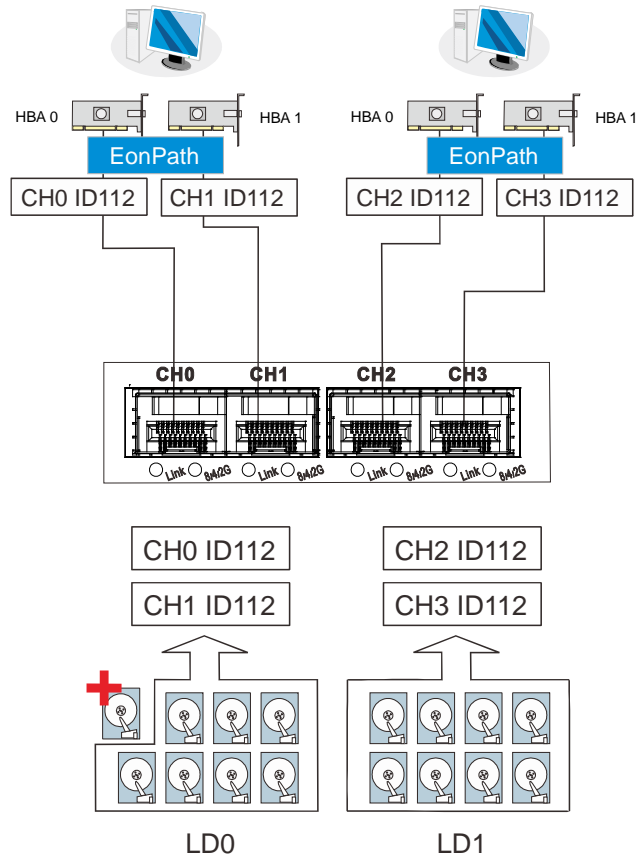 HBA 0
HBA 1
HBA 0
HBA 1
EonPath
EonPath
CH0 ID112
CH1 ID112
CH2 ID112
CH3 ID112
CH0 CH1 CH2 CH3
Link 8/4/2G Link 8/4/2G Link 8/4/2G Link 8/4/2G
CH0 ID112
CH2 ID112
CH1 ID112
CH3 ID112
LD0
LD1